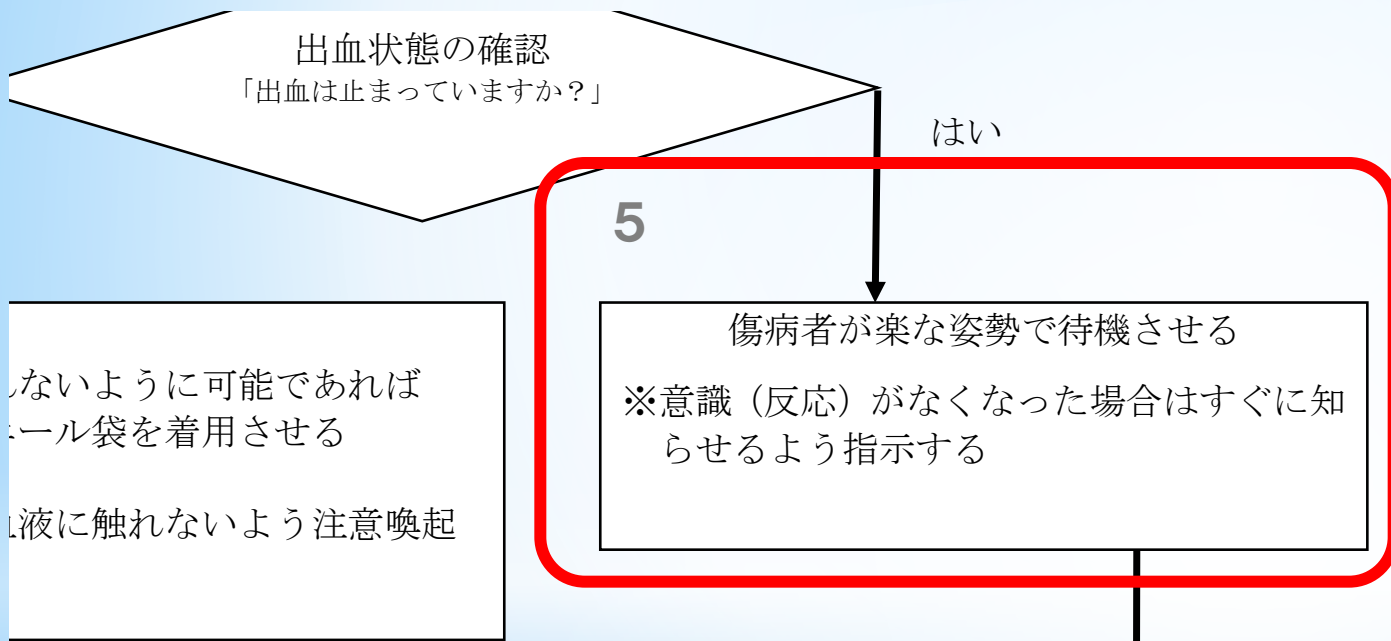 出血状態の確認
「出血は止まっていますか？」
はい
5
傷病者が楽な姿勢で待機させる
※意識（反応）がなくなった場合はすぐに知
らせるよう指示する
ないように可能であれば
ール袋を着用させる
液に触れないよう注意喚起